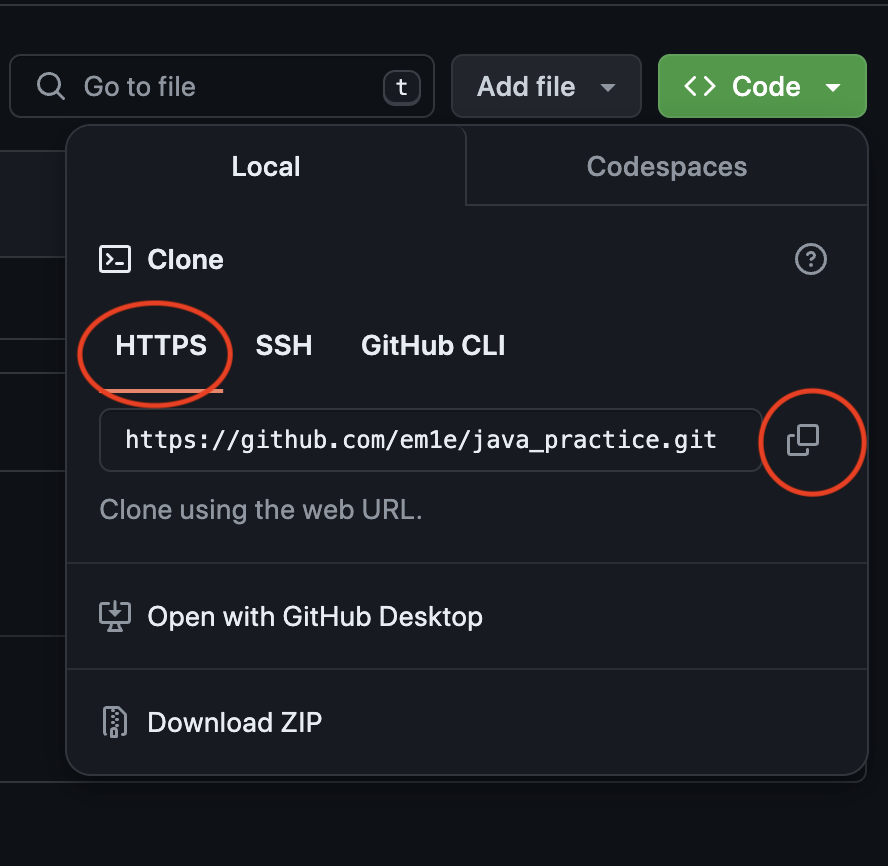 Go to file t Add file <> Code
Local Codespaces
Clone
HTTPS SSH GitHub CLI
https://github.com/em1e/java_practice.git
Clone using the web URL.
Open with GitHub Desktop
Download ZIP